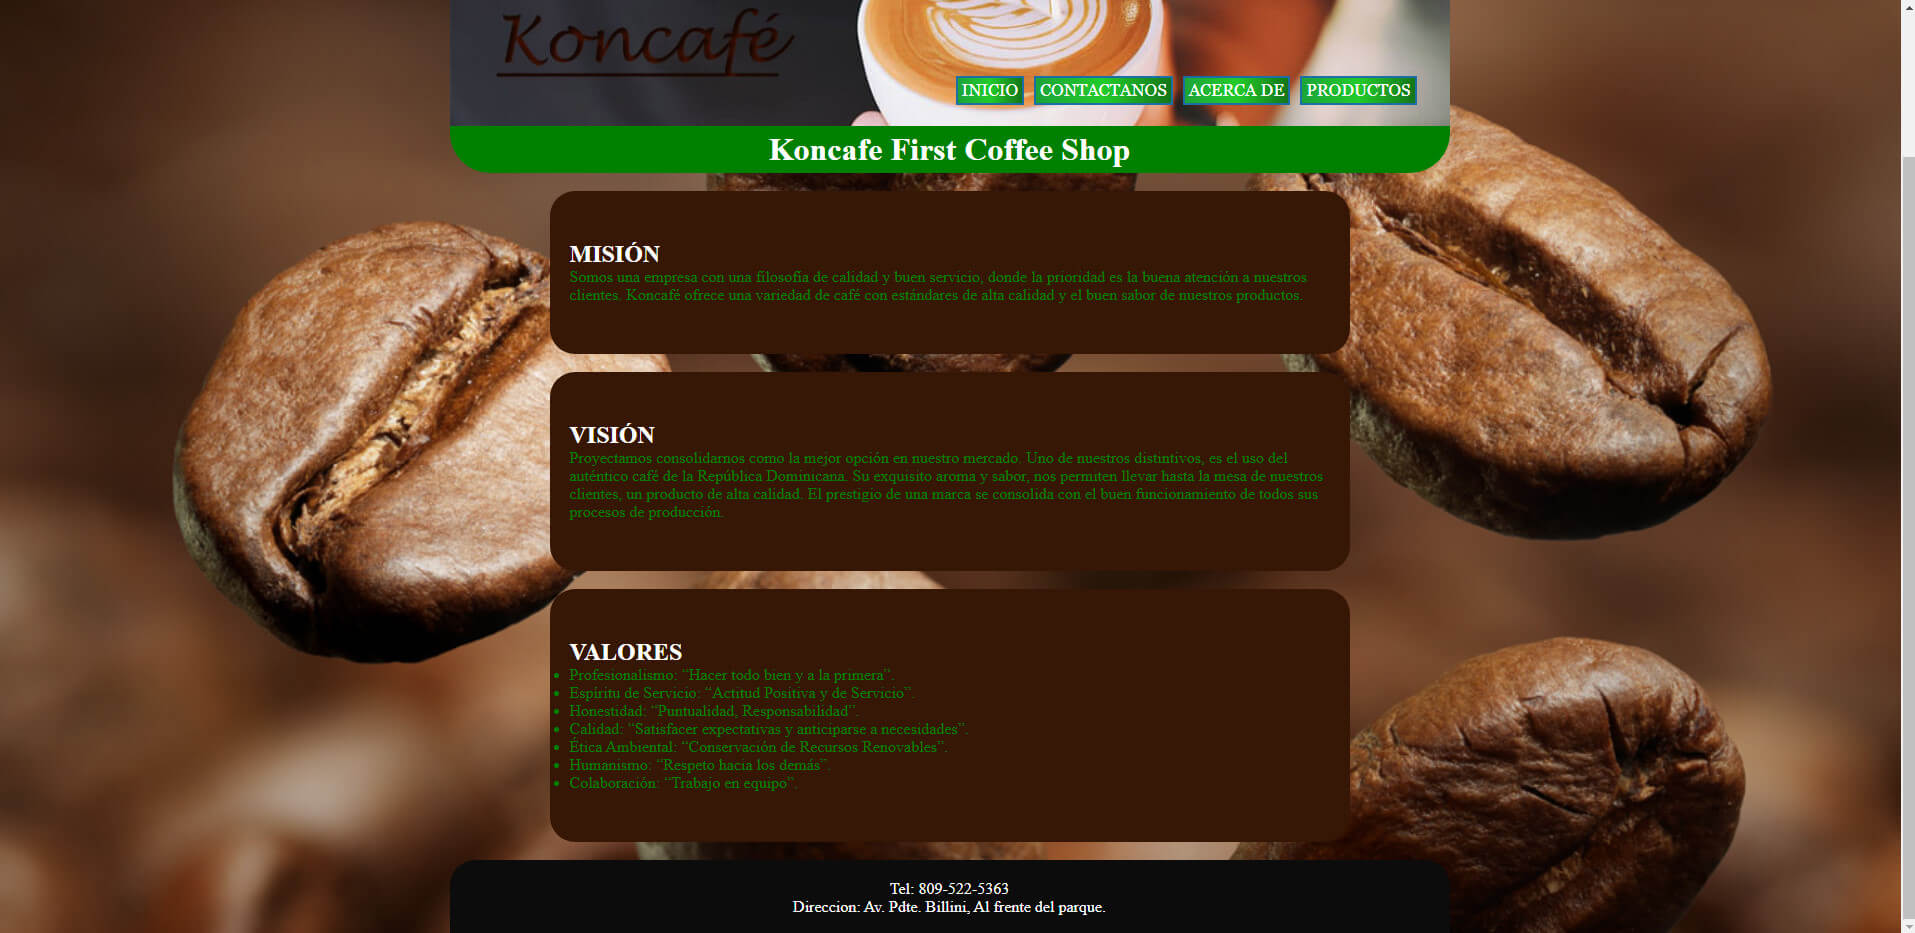 Koncafé
INICIO CONTACTANOS ACERCA DE PRODUCTOS
Koncafe First Coffee Shop
MISIÓN
Somos una empresa con una filosofía de calidad y buen servicio, donde la prioridad es la buena atención a nuestros
clientes. Koncafé ofrece una variedad de café con estándares de alta calidad y el buen sabor de nuestros productos.
VISIÓN
Proyectamos consolidarnos como la mejor opción en nuestro mercado. Uno de nuestros distintivos, es el uso del
auténtico café de la República Dominicana. Su exquisito aroma y sabor, nos permiten llevar hasta la mesa de nuestros
clientes, un producto de alta calidad. El prestigio de una marca se consolida con el buen funcionamiento de todos sus
procesos de producción.
VALORES
• Profesionalismo: “Hacer todo bien y a la primera”.
• Espíritu de Servicio: “Actitud Positiva y de Servicio”.
• Honestidad: “Puntualidad, Responsabilidad”.
• Calidad: “Satisfacer expectativas y anticiparse a necesidades”.
• Ética Ambiental: “Conservación de Recursos Renovables”.
• Humanismo: “Respeto hacia los demás”.
• Colaboración: “Trabajo en equipo”.
Tel: 809-522-5363
Direccion: Av. Pdte. Billini, Al frente del parque.